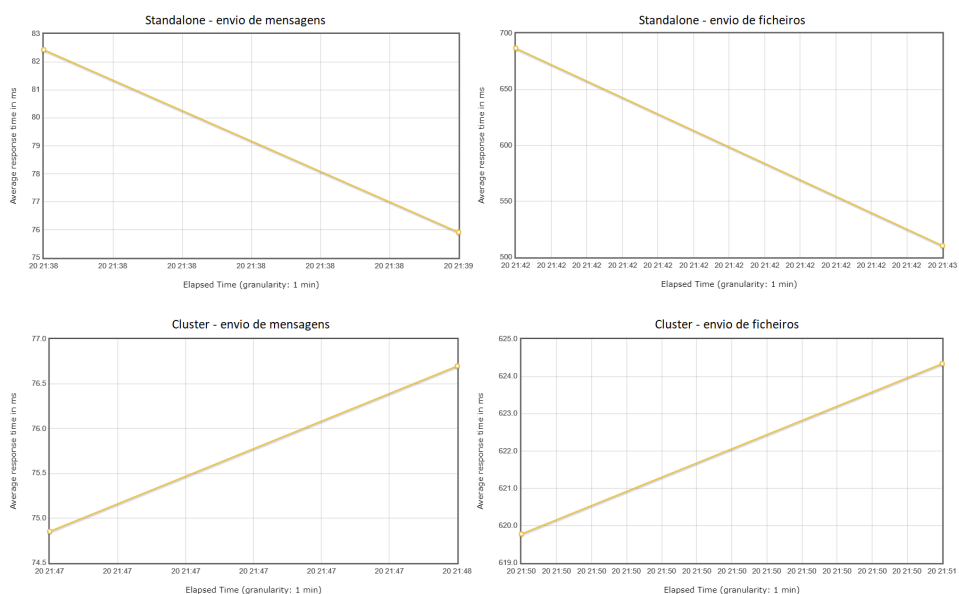 Standalone - envio de mensagens
83
82
81
80
79
78
77
76
75
Average response time in ms
20 21:38 20 21:38 20 21:38 20 21:38 20 21:38 20 21:38 20 21:39
Elapsed Time (granularity: 1 min)
Standalone - envio de ficheiros
700
650
600
550
500
Average response time in ms
20 21:42 20 21:42 20 21:42 20 21:42 20 21:42 20 21:42 20 21:42 20 21:42 20 21:42 20 21:42 20 21:42 20 21:42 20 21:43
Elapsed Time (granularity: 1 min)
Cluster - envio de mensagens
77.0
76.5
76.0
75.5
75.0
74.5
Average response time in ms
20 21:47 20 21:47 20 21:47 20 21:47 20 21:47 20 21:47 20 21:48
Elapsed Time (granularity: 1 min)
Cluster - envio de ficheiros
625.0
624.0
623.0
622.0
621.0
620.0
619.0
Average response time in ms
20 21:50 20 21:50 20 21:50 20 21:50 20 21:50 20 21:50 20 21:50 20 21:50 20 21:50 20 21:50 20 21:50 20 21:50 20 21:51
Elapsed Time (granularity: 1 min)